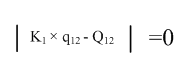 | K₁ × q₁₂ - Q₁₂ | =0